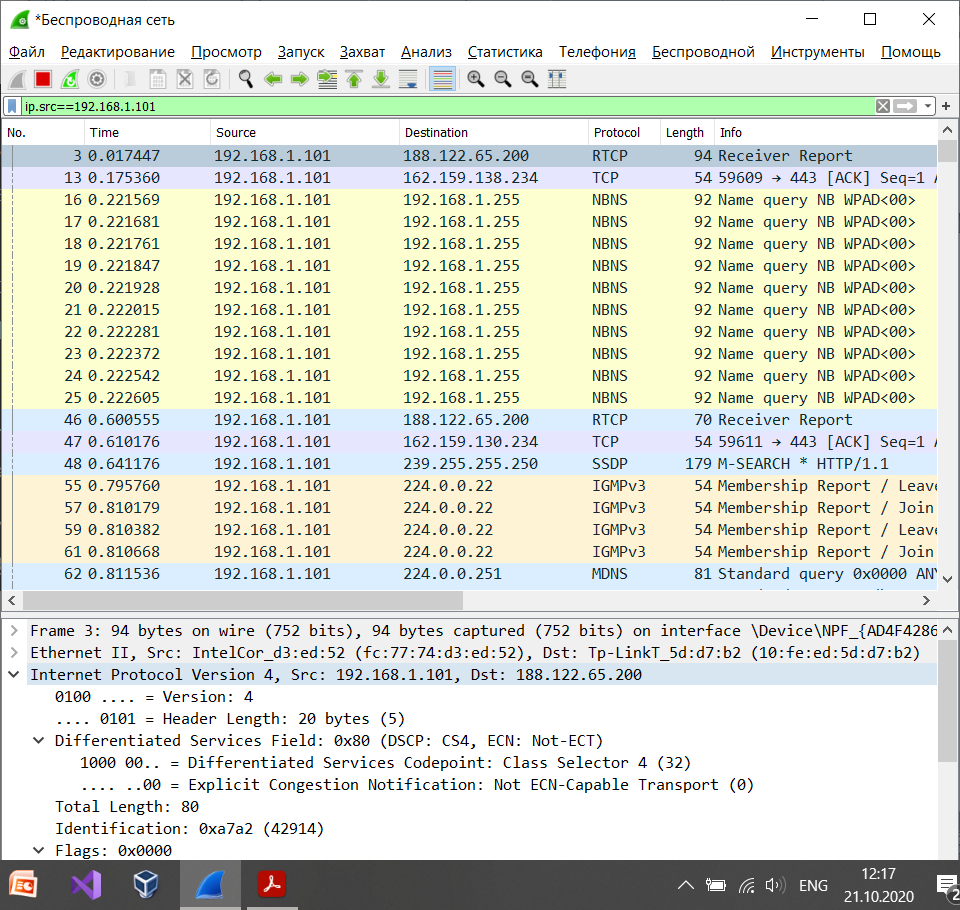 *Беспроводная сеть
Файл Редактирование Просмотр Запуск Захват Анализ Статистика Телефония Беспроводной Инструменты Помощь
ip.src==192.168.1.101
No. Time Source Destination Protocol Length Info
3 0.017447 192.168.1.101 188.122.65.200 RTCP 94 Receiver Report
13 0.175360 192.168.1.101 162.159.138.234 TCP 54 59609 → 443 [ACK] Seq=1
16 0.221569 192.168.1.101 192.168.1.255 NBNS 92 Name query NB WPAD<00>
17 0.221681 192.168.1.101 192.168.1.255 NBNS 92 Name query NB WPAD<00>
18 0.221761 192.168.1.101 192.168.1.255 NBNS 92 Name query NB WPAD<00>
19 0.221847 192.168.1.101 192.168.1.255 NBNS 92 Name query NB WPAD<00>
20 0.221928 192.168.1.101 192.168.1.255 NBNS 92 Name query NB WPAD<00>
21 0.222015 192.168.1.101 192.168.1.255 NBNS 92 Name query NB WPAD<00>
22 0.222281 192.168.1.101 192.168.1.255 NBNS 92 Name query NB WPAD<00>
23 0.222372 192.168.1.101 192.168.1.255 NBNS 92 Name query NB WPAD<00>
24 0.222542 192.168.1.101 192.168.1.255 NBNS 92 Name query NB WPAD<00>
25 0.222605 192.168.1.101 192.168.1.255 NBNS 92 Name query NB WPAD<00>
46 0.600555 192.168.1.101 188.122.65.200 RTCP 70 Receiver Report
47 0.610176 192.168.1.101 162.159.130.234 TCP 54 59611 → 443 [ACK] Seq=1
48 0.641176 192.168.1.101 239.255.255.250 SSDP 179 M-SEARCH * HTTP/1.1
55 0.795760 192.168.1.101 224.0.0.22 IGMPv3 54 Membership Report / Leave
57 0.810179 192.168.1.101 224.0.0.22 IGMPv3 54 Membership Report / Join
59 0.810382 192.168.1.101 224.0.0.22 IGMPv3 54 Membership Report / Leave
61 0.810668 192.168.1.101 224.0.0.22 IGMPv3 54 Membership Report / Join
62 0.811536 192.168.1.101 224.0.0.251 MDNS 81 Standard query 0x0000 ANY
Frame 3: 94 bytes on wire (752 bits), 94 bytes captured (752 bits) on interface \Device\NPF_{AD4F4286
Ethernet II, Src: IntelCor_d3:ed:52 (fc:77:74:d3:ed:52), Dst: Tp-LinkT_5d:d7:b2 (10:fe:ed:5d:d7:b2)
Internet Protocol Version 4, Src: 192.168.1.101, Dst: 188.122.65.200
0100 .... = Version: 4
.... 0101 = Header Length: 20 bytes (5)
Differentiated Services Field: 0x80 (DSCP: CS4, ECN: Not-ECT)
1000 00.. = Differentiated Services Codepoint: Class Selector 4 (32)
.... ..00 = Explicit Congestion Notification: Not ECN-Capable Transport (0)
Total Length: 80
Identification: 0xa7a2 (42914)
Flags: 0x0000
ENG
12:17
21.10.2020
2